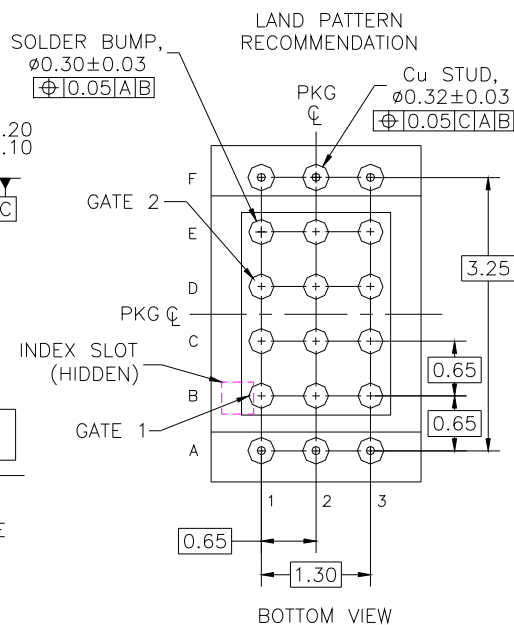 LAND PATTERN
RECOMMENDATION
SOLDER BUMP,
⌀0.30±0.03
⌖ 0.05 A B
PKG
℄
Cu STUD,
⌀0.32±0.03
⌖ 0.05 C A B
.20
.10
C
F
GATE 2
E
D
3.25
PKG ℄
C
INDEX SLOT
(HIDDEN)
0.65
B
GATE 1
0.65
A
1
2
3
E
0.65
1.30
BOTTOM VIEW